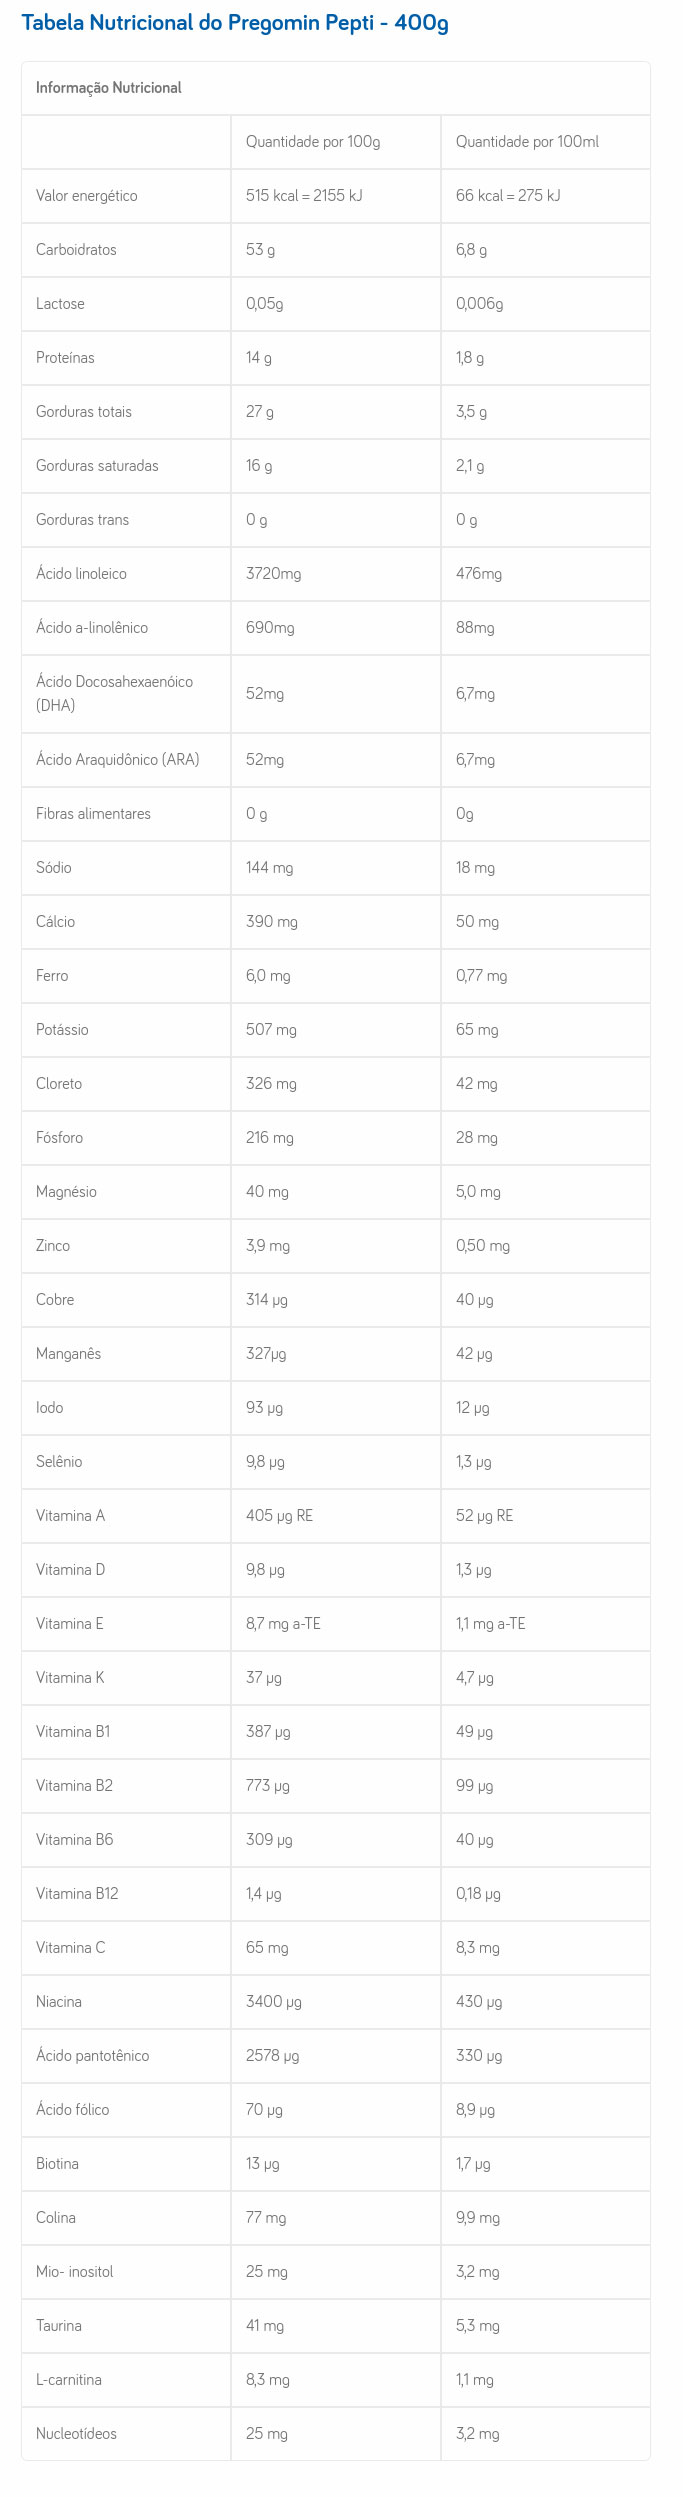 Tabela Nutricional do Pregomin Pepti - 400g
Informação Nutricional
Quantidade por 100g Quantidade por 100ml
Valor energético 515 kcal = 2155 kJ 66 kcal = 275 kJ
Carboidratos 53 g 6,8 g
Lactose 0,05g 0,006g
Proteínas 14 g 1,8 g
Gorduras totais 27 g 3,5 g
Gorduras saturadas 16 g 2,1 g
Gorduras trans 0 g 0 g
Ácido linoleico 3720mg 476mg
Ácido a-linolênico 690mg 88mg
Ácido Docosahexaenóico
(DHA) 52mg 6,7mg
Ácido Araquidônico (ARA) 52mg 6,7mg
Fibras alimentares 0 g 0g
Sódio 144 mg 18 mg
Cálcio 390 mg 50 mg
Ferro 6,0 mg 0,77 mg
Potássio 507 mg 65 mg
Cloreto 326 mg 42 mg
Fósforo 216 mg 28 mg
Magnésio 40 mg 5,0 mg
Zinco 3,9 mg 0,50 mg
Cobre 314 µg 40 µg
Manganês 327µg 42 µg
Iodo 93 µg 12 µg
Selênio 9,8 µg 1,3 µg
Vitamina A 405 µg RE 52 µg RE
Vitamina D 9,8 µg 1,3 µg
Vitamina E 8,7 mg a-TE 1,1 mg a-TE
Vitamina K 37 µg 4,7 µg
Vitamina B1 387 µg 49 µg
Vitamina B2 773 µg 99 µg
Vitamina B6 309 µg 40 µg
Vitamina B12 1,4 µg 0,18 µg
Vitamina C 65 mg 8,3 mg
Niacina 3400 µg 430 µg
Ácido pantotênico 2578 µg 330 µg
Ácido fólico 70 µg 8,9 µg
Biotina 13 µg 1,7 µg
Colina 77 mg 9,9 mg
Mio- inositol 25 mg 3,2 mg
Taurina 41 mg 5,3 mg
L-carnitina 8,3 mg 1,1 mg
Nucleotídeos 25 mg 3,2 mg